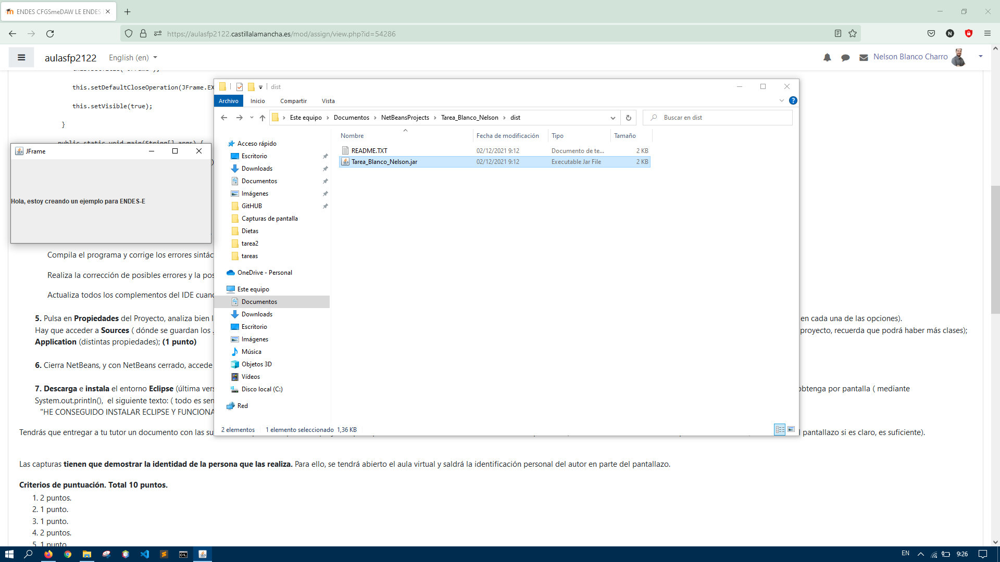 ENDES CFGSmeDAW LE ENDES
https://aulasfp2122.castillalamancha.es/mod/assign/view.php?id=54286
aulasfp2122
English (en)
Nelson Blanco Charro
this.setDefaultCloseOperation(JFrame.EX
this.setVisible(true);
}
public static void main(String[] args) {
JFrame
Hola, estoy creando un ejemplo para ENDES-E
dist
Archivo
Inicio
Compartir
Vista
Este equipo
Documentos
NetBeansProjects
Tarea_Blanco_Nelson
dist
Buscar en dist
Acceso rápido
Escritorio
Downloads
Documentos
Imágenes
GitHUB
Capturas de pantalla
Dietas
tarea2
tareas
OneDrive - Personal
Este equipo
Documentos
Downloads
Escritorio
Imágenes
Música
Objetos 3D
Vídeos
Disco local (C:)
Red
Nombre Fecha de modificación Tipo Tamaño
README.TXT 02/12/2021 9:12 Documento de te... 2 KB
Tarea_Blanco_Nelson.jar 02/12/2021 9:12 Executable Jar File 2 KB
2 elementos 1 elemento seleccionado 1,36 KB
Compila el programa y corrige los errores sintác
Realiza la corrección de posibles errores y la pos
Actualiza todos los complementos del IDE cuand
5. Pulsa en Propiedades del Proyecto, analiza bien l en cada una de las opciones).
Hay que acceder a Sources ( dónde se guardan los . proyecto, recuerda que podrá haber más clases);
Application (distintas propiedades); (1 punto)
6. Cierra NetBeans, y con NetBeans cerrado, accede
7. Descarga e instala el entorno Eclipse (última vers obtenga por pantalla ( mediante
System.out.println(), el siguiente texto: ( todo es sen
"HE CONSEGUIDO INSTALAR ECLIPSE Y FUNCIONA
Tendrás que entregar a tu tutor un documento con las su l pantallazo si es claro, es suficiente).
Las capturas tienen que demostrar la identidad de la persona que las realiza. Para ello, se tendrá abierto el aula virtual y saldrá la identificación personal del autor en parte del pantallazo.
Criterios de puntuación. Total 10 puntos.
1. 2 puntos.
2. 1 punto.
3. 1 punto.
4. 2 puntos.
5. 1 punto
EN
9:26